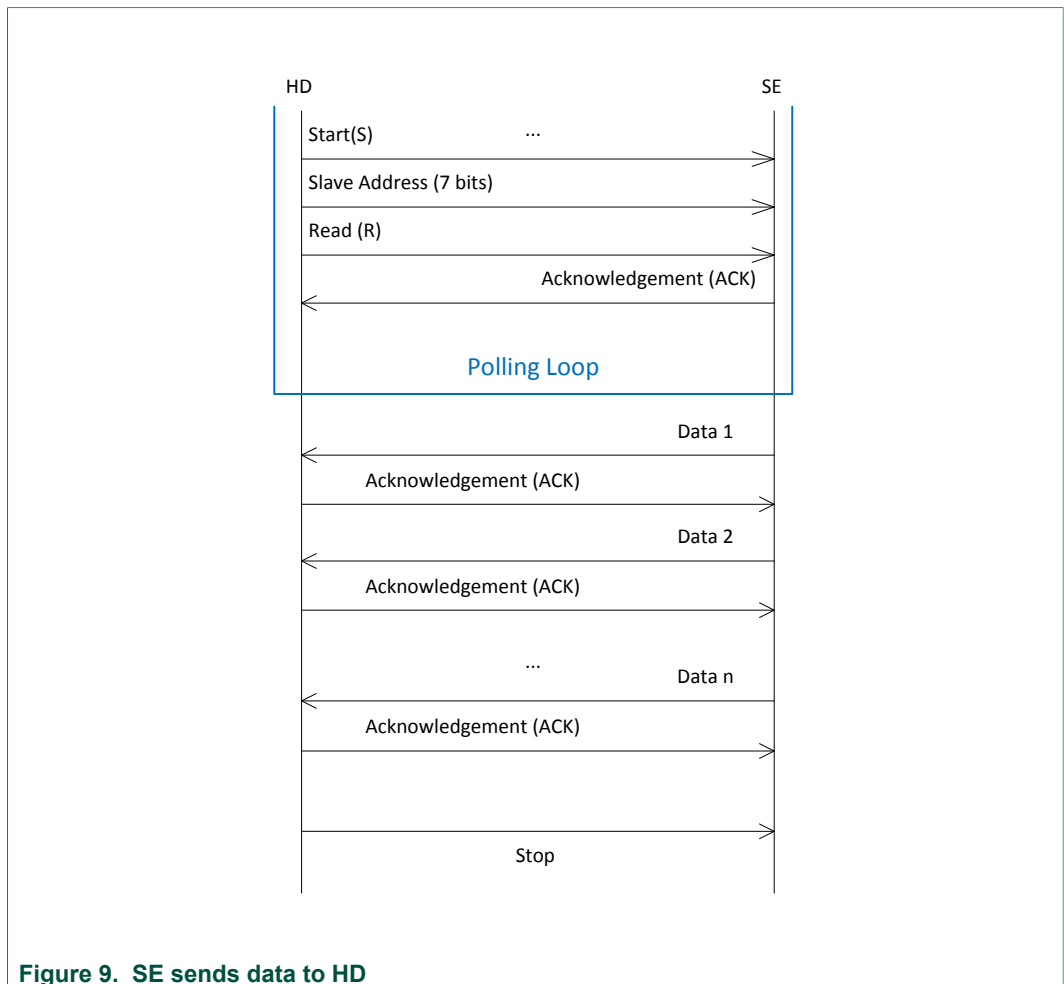 HD
SE
Start(S)
...
Slave Address (7 bits)
Read (R)
Acknowledgement (ACK)
Polling Loop
Data 1
Acknowledgement (ACK)
Data 2
Acknowledgement (ACK)
...
Data n
Acknowledgement (ACK)
Stop
Figure 9. SE sends data to HD